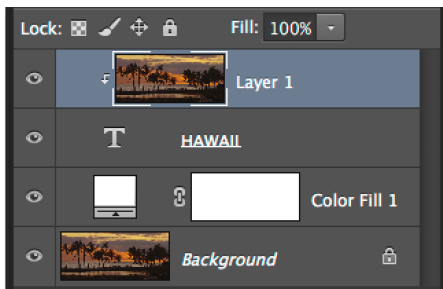 Lock: Fill: 100%
Layer 1
T HAWAII
Color Fill 1
Background